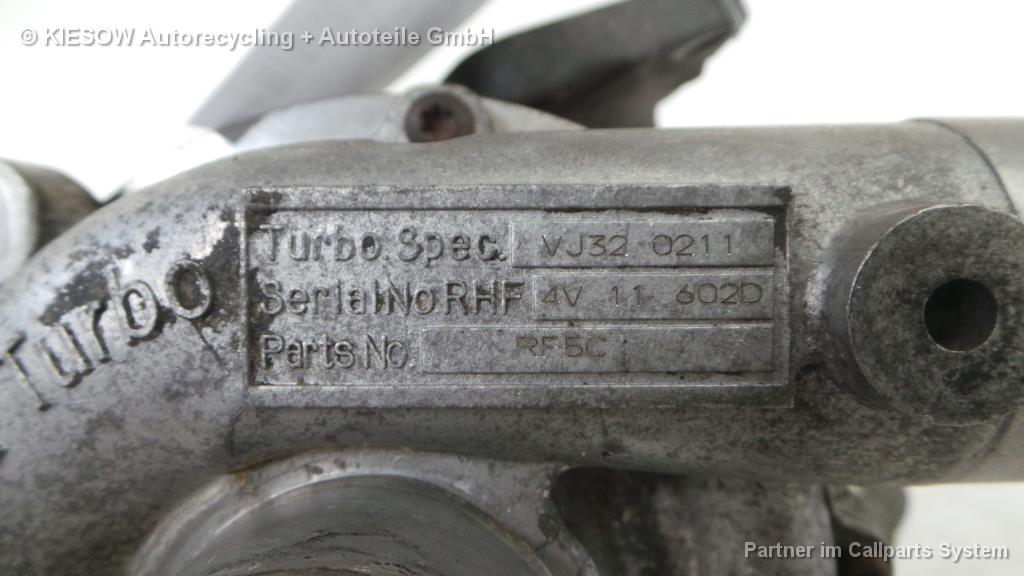 © KIESOW Autorecycling + Autoteile GmbH
Turbo
Turbo. Spec. VJ32 0211
Serial No RHF 4V 11 602D
Parts No. RF5C
Partner im Callparts System